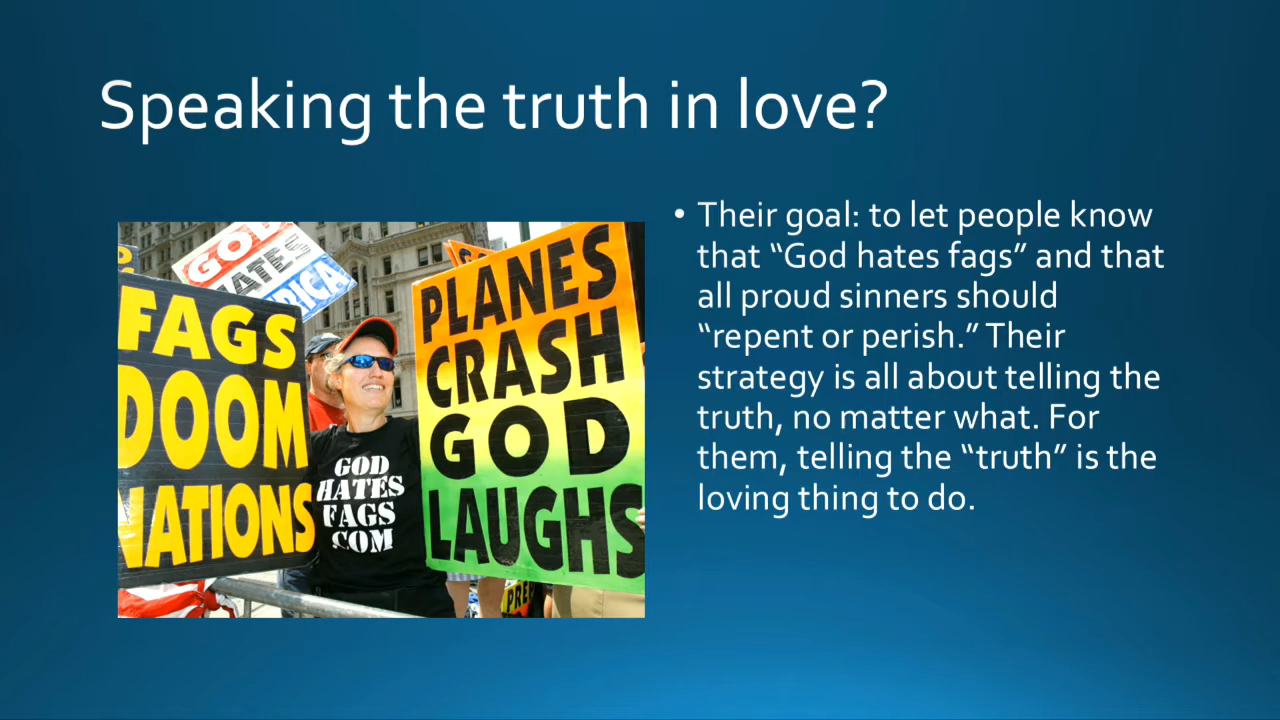 Speaking the truth in love?
• Their goal: to let people know
that “God hates fags” and that
all proud sinners should
“repent or perish.” Their
strategy is all about telling the
truth, no matter what. For
them, telling the “truth” is the
loving thing to do.
GOD
HATES
FAGS
DOOM
NATIONS
GOD
HATES
FAGS
.COM
PLANES
CRASH
GOD
LAUGHS